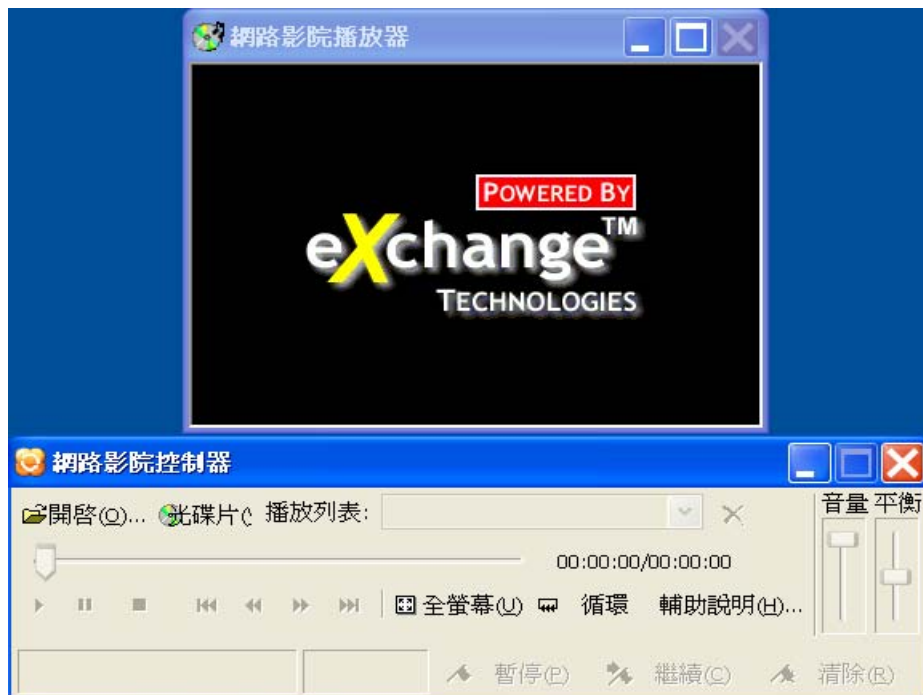 網路影院播放器
POWERED BY
eXchange™
TECHNOLOGIES
網路影院控制器
開啓(O)... 光碟片( 播放列表: 音量 平衡
00:00:00/00:00:00
全螢幕(U) 循環 輔助說明(H)...
暫停(P) 繼續(C) 清除(R)